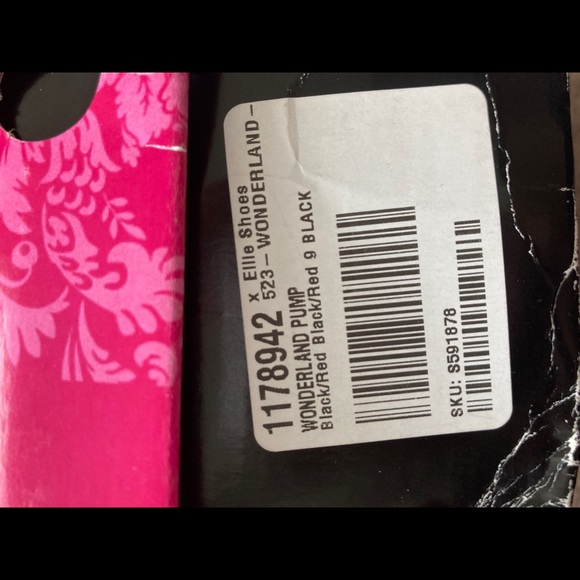 x Ellie Shoes
1178942 523-WONDERLAND-
WONDERLAND PUMP
Black/Red Black/Red 9 BLACK
SKU: S591878